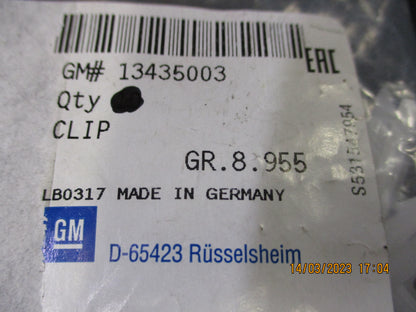 GM# 13435003
EAC
Qty
CLIP
GR.8.955
LB0317 MADE IN GERMANY
GM
D-65423 Rüsselsheim
14/03/2023 17:04